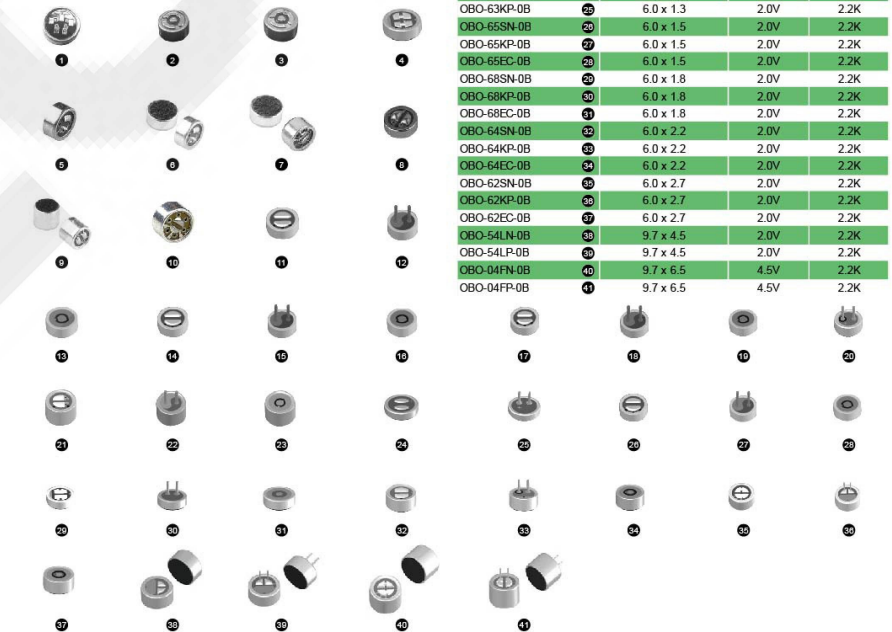 OBO-63KP-0B 25 6.0 x 1.3 2.0V 2.2K
OBO-65SN-0B 26 6.0 x 1.5 2.0V 2.2K
OBO-65KP-0B 27 6.0 x 1.5 2.0V 2.2K
OBO-65EC-0B 28 6.0 x 1.5 2.0V 2.2K
OBO-68SN-0B 29 6.0 x 1.8 2.0V 2.2K
OBO-68KP-0B 30 6.0 x 1.8 2.0V 2.2K
OBO-68EC-0B 31 6.0 x 1.8 2.0V 2.2K
OBO-64SN-0B 32 6.0 x 2.2 2.0V 2.2K
OBO-64KP-0B 33 6.0 x 2.2 2.0V 2.2K
OBO-64EC-0B 34 6.0 x 2.2 2.0V 2.2K
OBO-62SN-0B 35 6.0 x 2.7 2.0V 2.2K
OBO-62KP-0B 36 6.0 x 2.7 2.0V 2.2K
OBO-62EC-0B 37 6.0 x 2.7 2.0V 2.2K
OBO-54LN-0B 38 9.7 x 4.5 2.0V 2.2K
OBO-54LP-0B 39 9.7 x 4.5 2.0V 2.2K
OBO-04FN-0B 40 9.7 x 6.5 4.5V 2.2K
OBO-04FP-0B 41 9.7 x 6.5 4.5V 2.2K
1 2 3 4
5 6 7 8
9 10 11 12
13 14 15 16 17 18 19 20
21 22 23 24 25 26 27 28
29 30 31 32 33 34 35 36
37 38 39 40 41